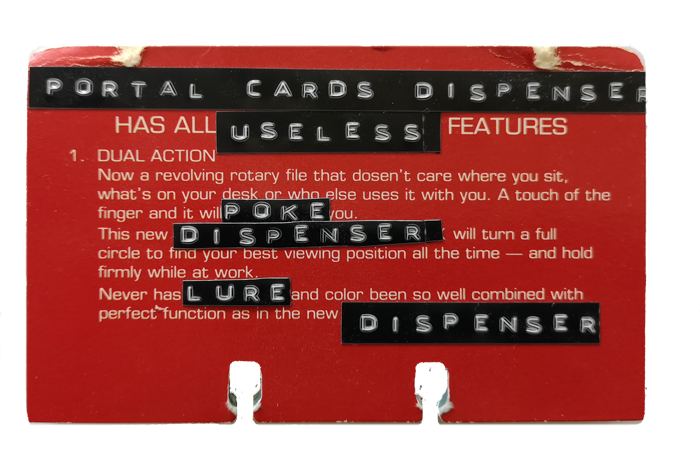 PORTAL CARDS DISPENSER
HAS ALL USELESS FEATURES
1. DUAL ACTION
Now a revolving rotary file that dosen't care where you sit,
what's on your desk or who else uses it with you. A touch of the
finger and it will POKE you.
This new DISPENSER will turn a full
circle to find your best viewing position all the time — and hold
firmly while at work.
Never has LURE and color been so well combined with
perfect function as in the new DISPENSER